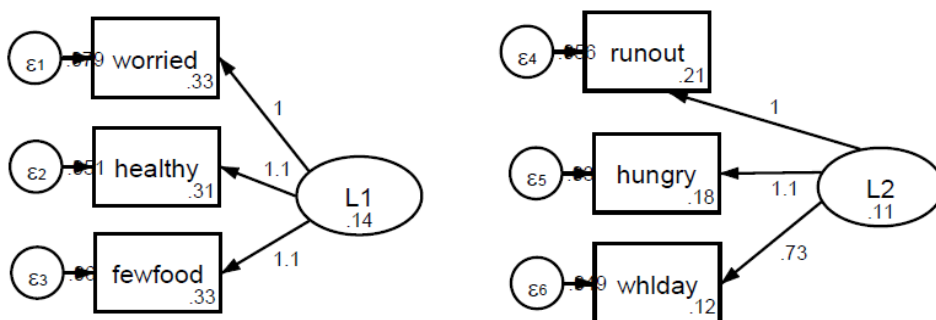 ε1
worried
.33
1
ε2
healthy
.31
1.1
L1
.14
ε3
fewfood
.33
1.1
ε4
runout
.21
1
ε5
hungry
.18
1.1
L2
.11
ε6
whlday
.12
.73